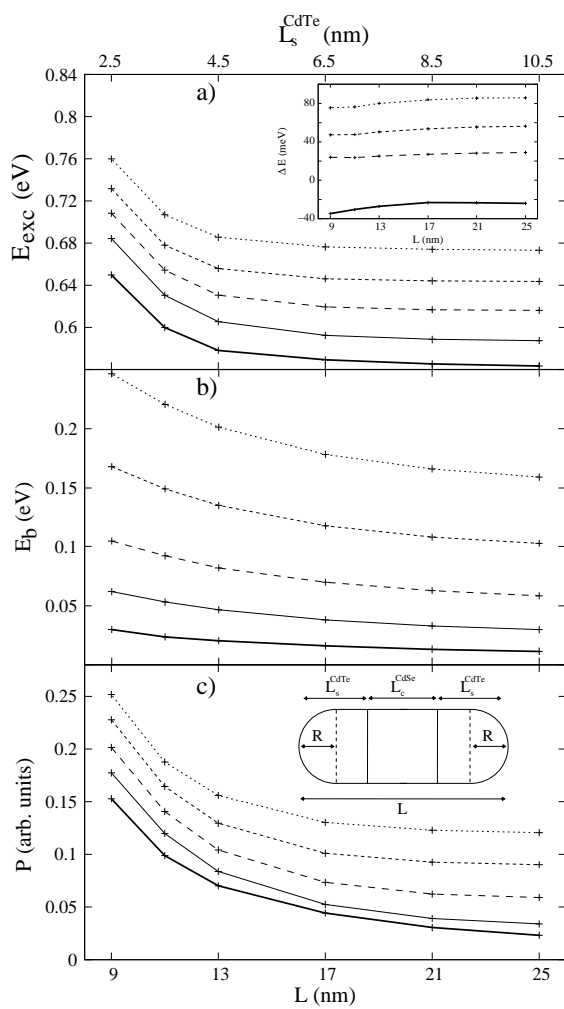 L_s^CdTe (nm)
2.5 4.5 6.5 8.5 10.5
a)
E_exc (eV)
0.84
0.8
0.76
0.72
0.68
0.64
0.6
Δ E (meV)
80
40
0
−40
9 13 17 21 25
L (nm)
b)
E_b (eV)
0.2
0.15
0.1
0.05
c)
P (arb. units)
0.25
0.2
0.15
0.1
0.05
0
L_s^CdTe L_c^CdSe L_s^CdTe
R R
L
9 13 17 21 25
L (nm)